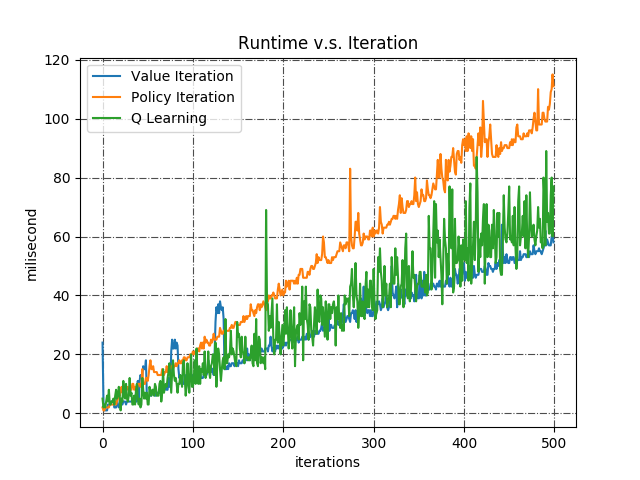 Runtime v.s. Iteration
Value Iteration
Policy Iteration
Q Learning
120
100
80
60
40
20
0
milisecond
0 100 200 300 400 500
iterations